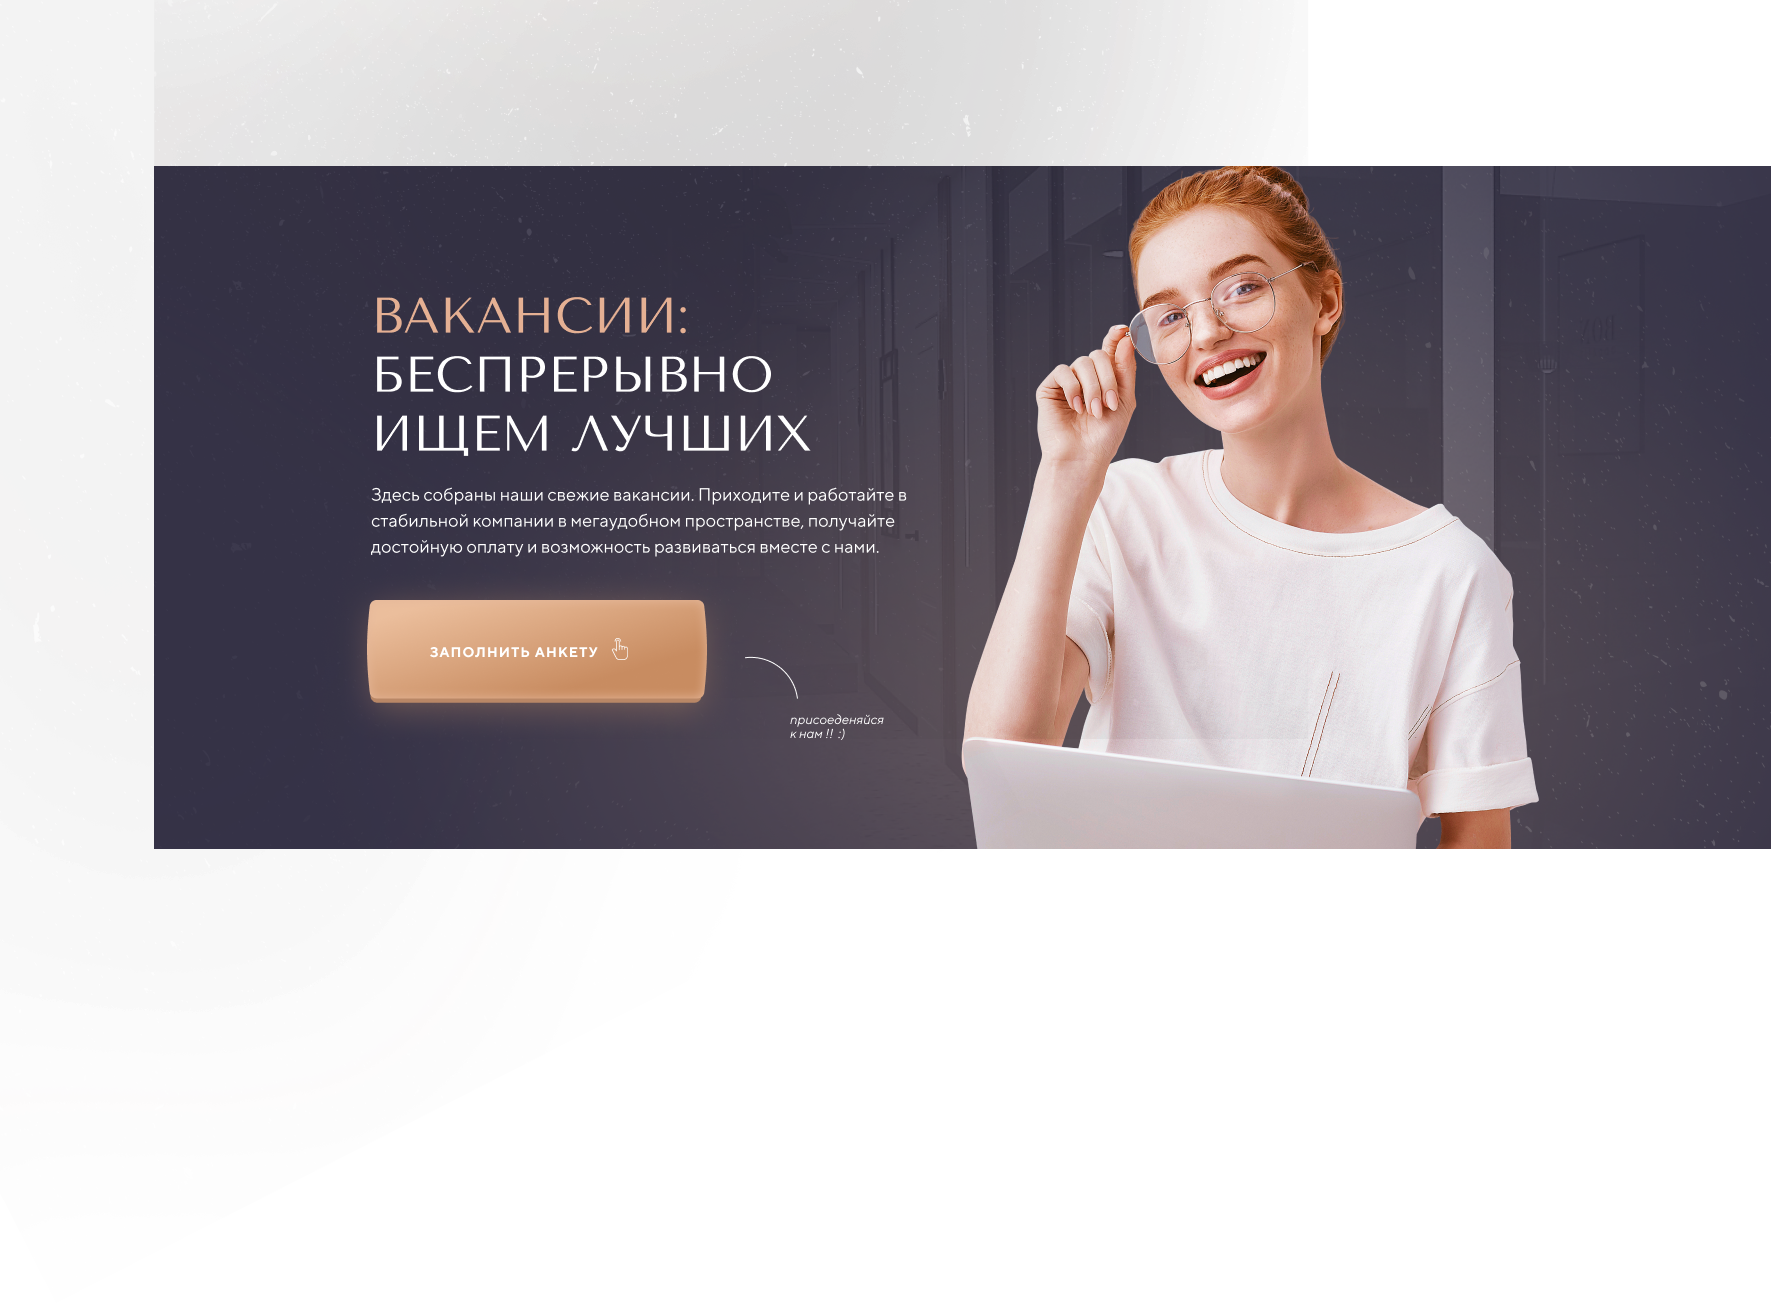 ВАКАНСИИ:
БЕСПРЕРЫВНО
ИЩЕМ ЛУЧШИХ
Здесь собраны наши свежие вакансии. Приходите и работайте в
стабильной компании в мегаудобном пространстве, получайте
достойную оплату и возможность развиваться вместе с нами.
ЗАПОЛНИТЬ АНКЕТУ
присоеденяйся
к нам !! :)